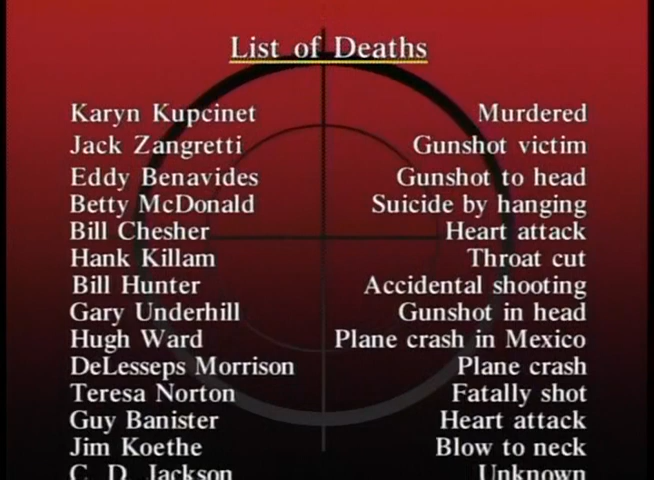 List of Deaths
Karyn Kupcinet Murdered
Jack Zangretti Gunshot victim
Eddy Benavides Gunshot to head
Betty McDonald Suicide by hanging
Bill Chesher Heart attack
Hank Killam Throat cut
Bill Hunter Accidental shooting
Gary Underhill Gunshot in head
Hugh Ward Plane crash in Mexico
DeLesseps Morrison Plane crash
Teresa Norton Fatally shot
Guy Banister Heart attack
Jim Koethe Blow to neck
C. D. Jackson Unknown